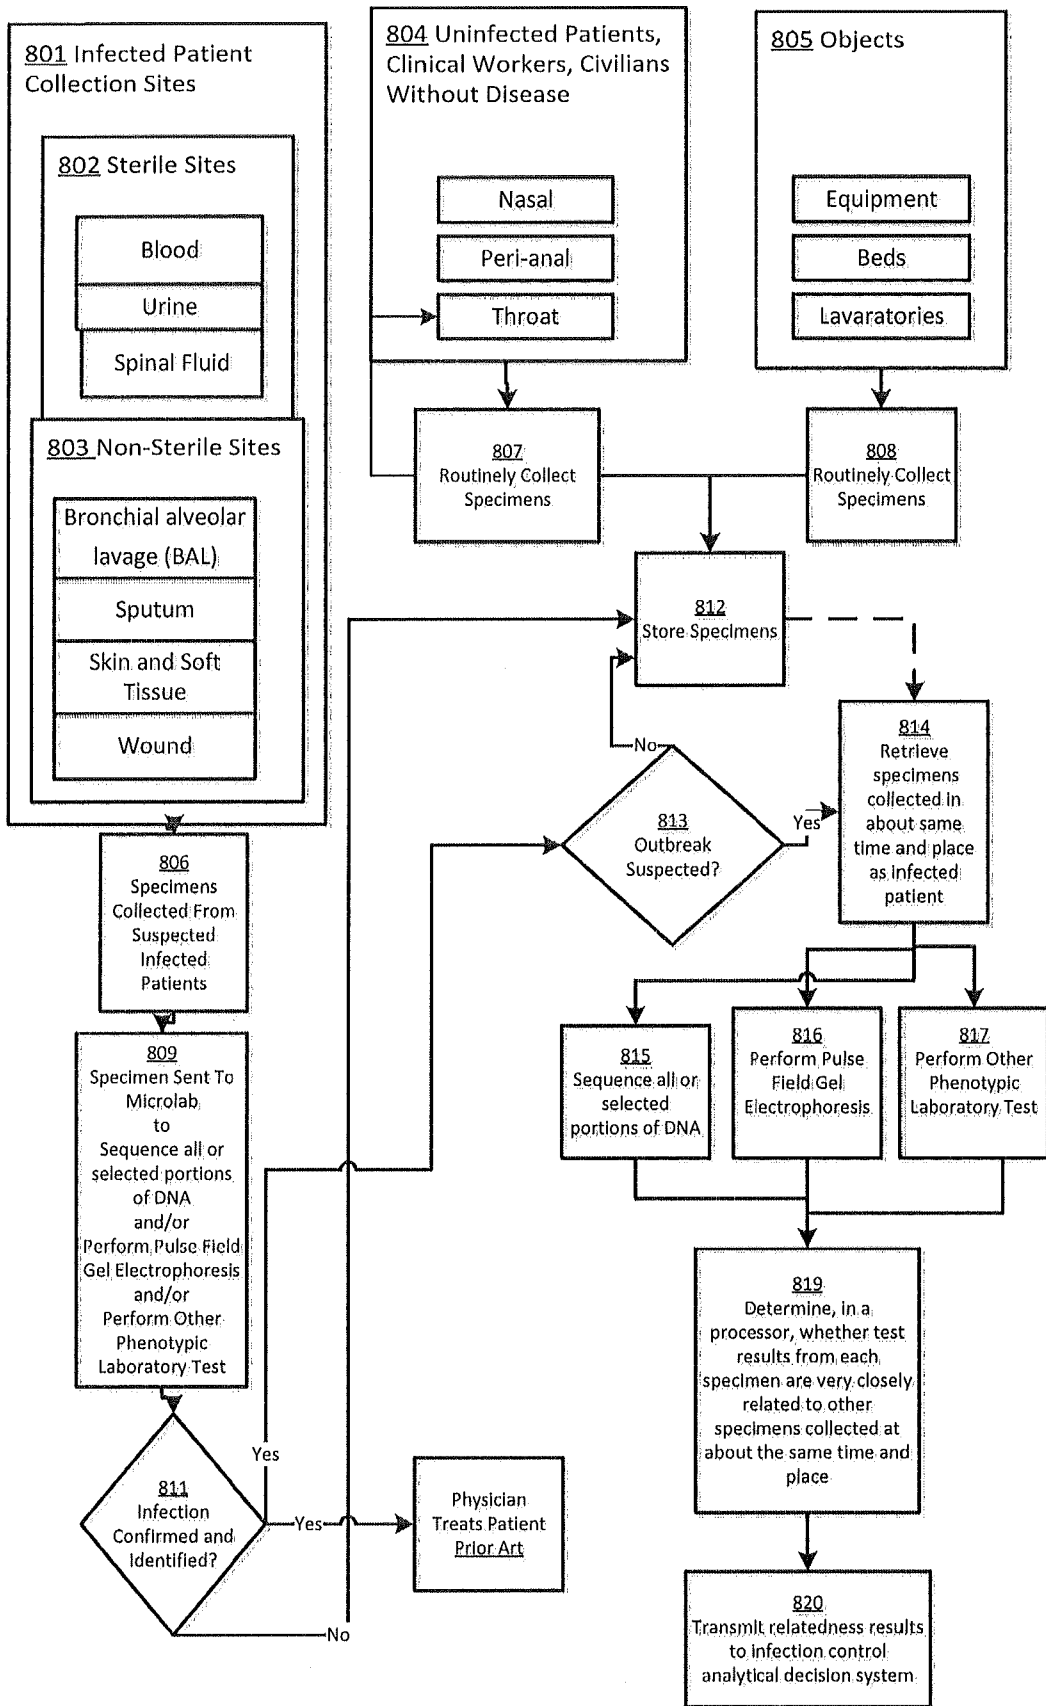 801 Infected Patient
Collection Sites
802 Sterile Sites
Blood
Urine
Spinal Fluid
803 Non-Sterile Sites
Bronchial alveolar
lavage (BAL)
Sputum
Skin and Soft
Tissue
Wound
804 Uninfected Patients,
Clinical Workers, Civilians
Without Disease
Nasal
Peri-anal
Throat
805 Objects
Equipment
Beds
Lavaratories
807
Routinely Collect
Specimens
808
Routinely Collect
Specimens
812
Store Specimens
806
Specimens
Collected From
Suspected
Infected
Patients
809
Specimen Sent To
Microlab
to
Sequence all or
selected portions
of DNA
and/or
Perform Pulse Field
Gel Electrophoresis
and/or
Perform Other
Phenotypic
Laboratory Test
811
Infection
Confirmed and
Identified?
Yes
Yes
No
Physician
Treats Patient
Prior Art
813
Outbreak
Suspected?
No
Yes
814
Retrieve
specimens
collected in
about same
time and place
as infected
patient
815
Sequence all or
selected
portions of DNA
816
Perform Pulse
Field Gel
Electrophoresis
817
Perform Other
Phenotypic
Laboratory Test
819
Determine, in a
processor, whether test
results from each
specimen are very closely
related to other
specimens collected at
about the same time and
place
820
Transmit relatedness results
to infection control
analytical decision system